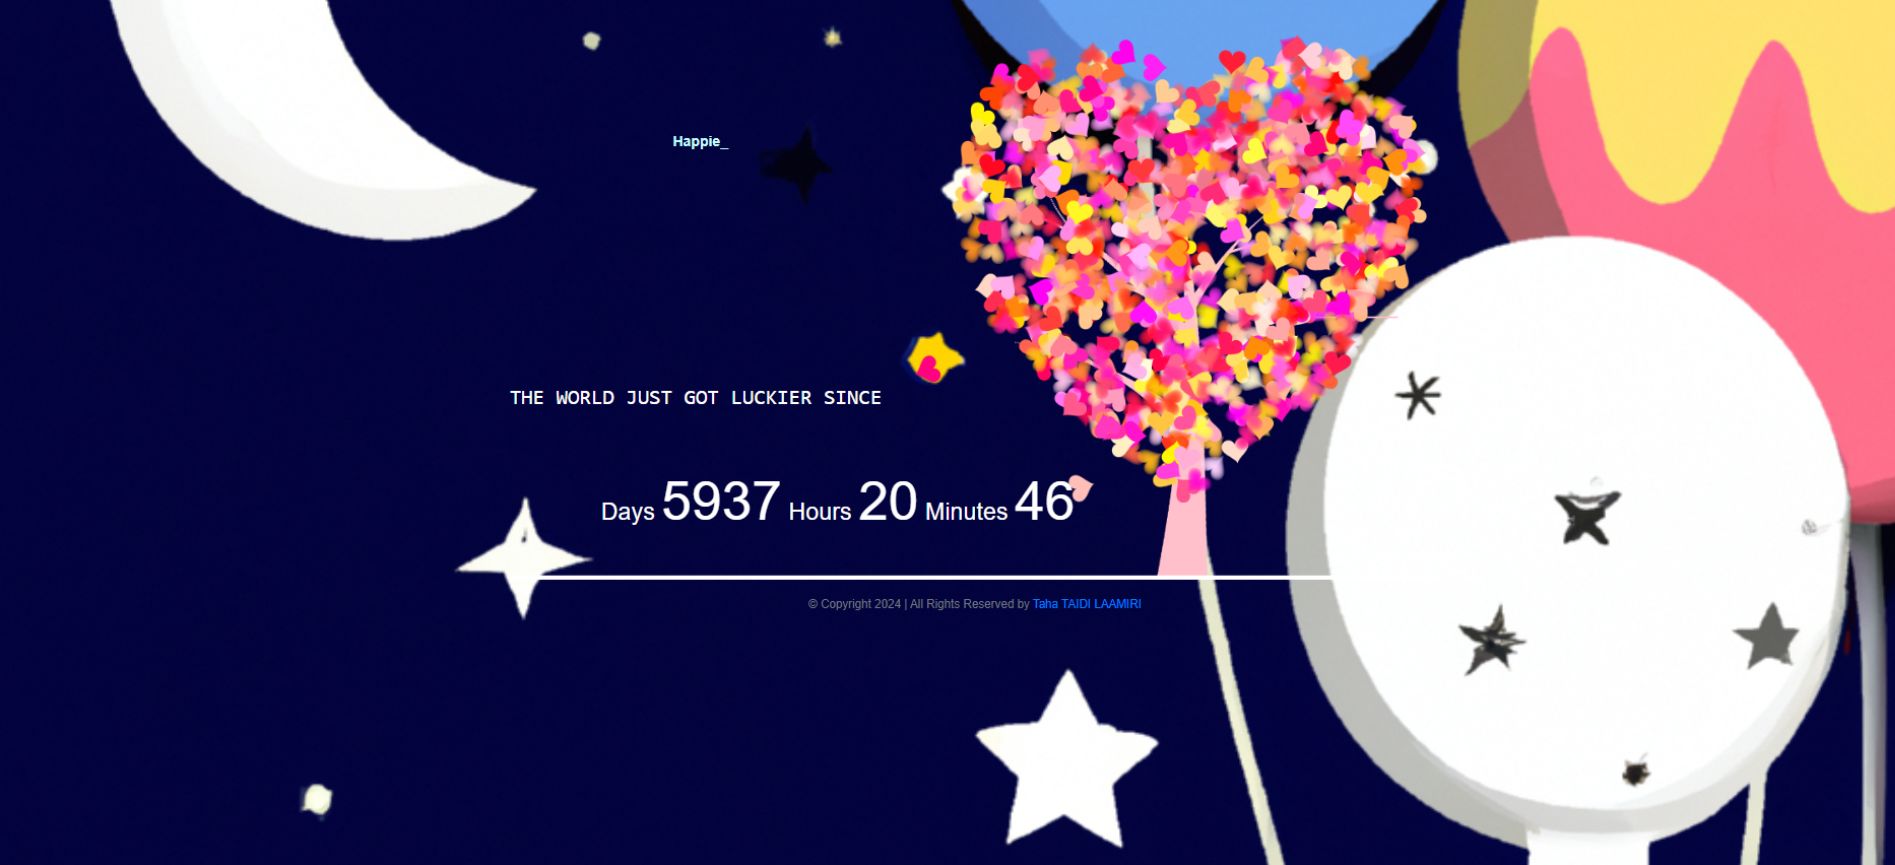 Happie_
THE WORLD JUST GOT LUCKIER SINCE
Days 5937 Hours 20 Minutes 46
© Copyright 2024 | All Rights Reserved by Taha TAIDI LAAMIRI